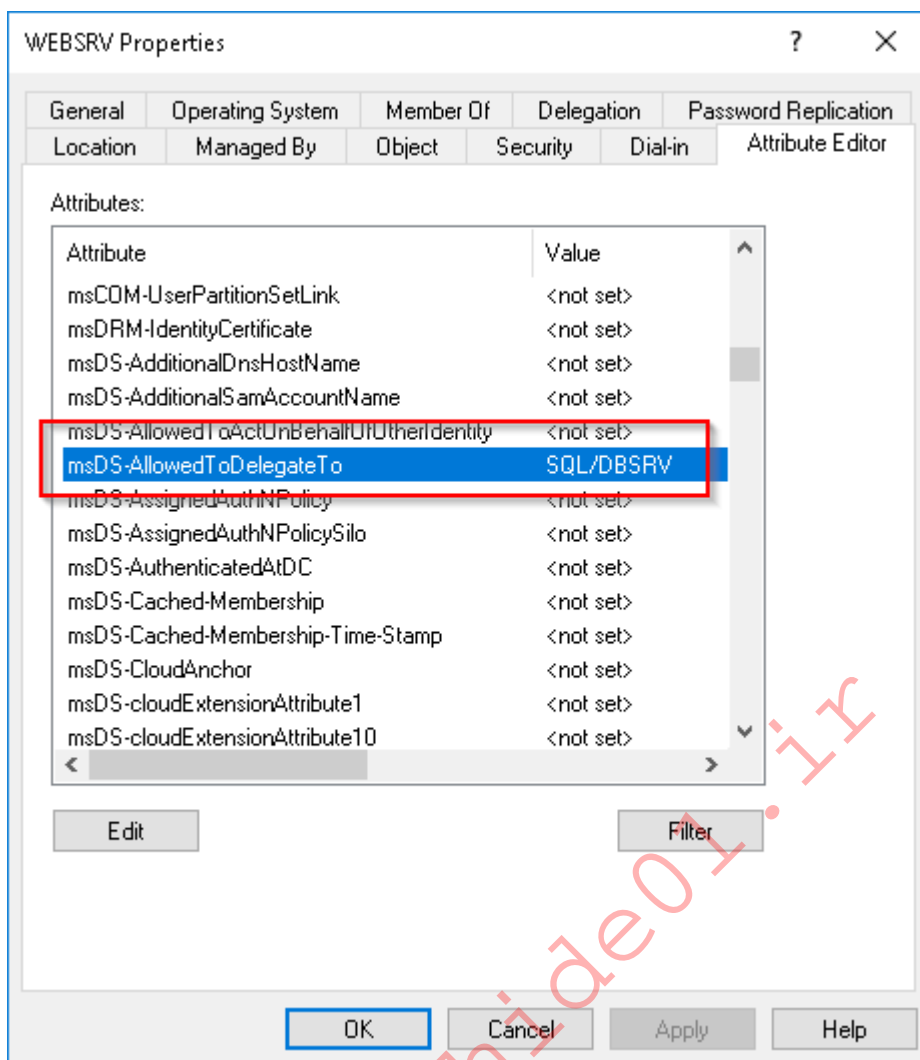 WEBSRV Properties ? ×
General Operating System Member Of Delegation Password Replication
Location Managed By Object Security Dial-in Attribute Editor
Attributes:
Attribute Value
msCOM-UserPartitionSetLink <not set>
msDRM-IdentityCertificate <not set>
msDS-AdditionalDnsHostName <not set>
msDS-AdditionalSamAccountName <not set>
msDS-AllowedToActOnBehalfOfOtherIdentity <not set>
msDS-AllowedToDelegateTo SQL/DBSRV
msDS-AssignedAuthNPolicy <not set>
msDS-AssignedAuthNPolicySilo <not set>
msDS-AuthenticatedAtDC <not set>
msDS-Cached-Membership <not set>
msDS-Cached-Membership-Time-Stamp <not set>
msDS-CloudAnchor <not set>
msDS-cloudExtensionAttribute1 <not set>
msDS-cloudExtensionAttribute10 <not set>
Edit Filter
OK Cancel Apply Help
hide01.ir